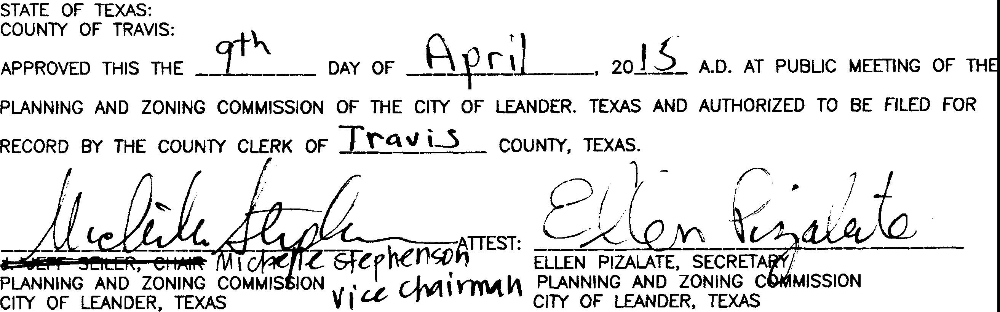 STATE OF TEXAS:
COUNTY OF TRAVIS:
APPROVED THIS THE 9th DAY OF April, 2015 A.D. AT PUBLIC MEETING OF THE
PLANNING AND ZONING COMMISSION OF THE CITY OF LEANDER. TEXAS AND AUTHORIZED TO BE FILED FOR
RECORD BY THE COUNTY CLERK OF Travis COUNTY, TEXAS.
Michelle Stephenson ATTEST: Ellen Pizalate
J. JEFF SEILER, CHAIR Michelle Stephenson
PLANNING AND ZONING COMMISSION Vice Chairman
CITY OF LEANDER, TEXAS
ELLEN PIZALATE, SECRETARY
PLANNING AND ZONING COMMISSION
CITY OF LEANDER, TEXAS